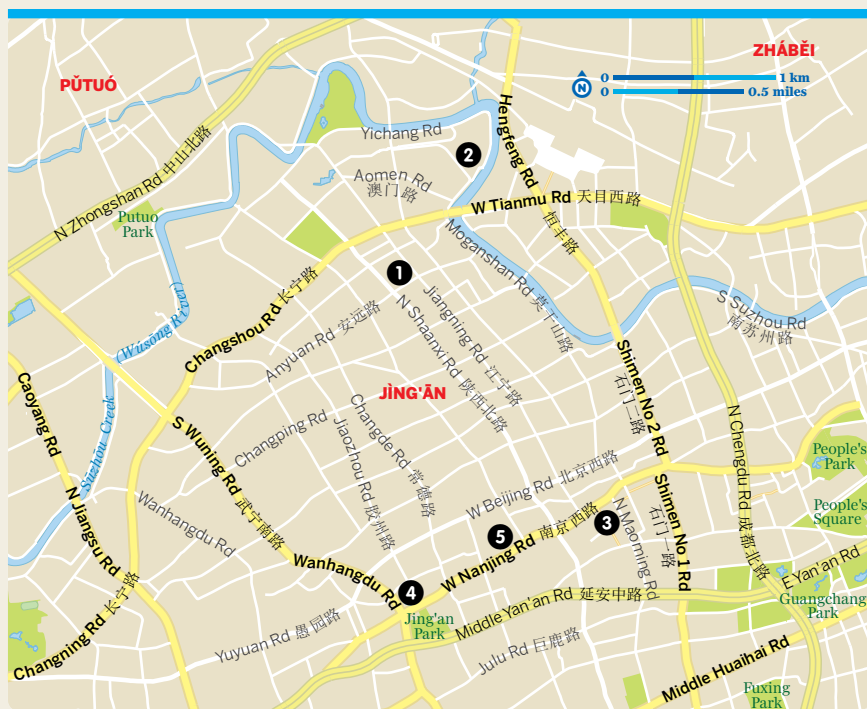 ZHÁBĚI
PǓTUÓ
0 1 km
0 0.5 miles
N
Yichang Rd
Hengfeng Rd
恒丰路
2
Aomen Rd
澳门路
N Zhongshan Rd 中山北路
Putuo
Park
W Tianmu Rd 天目西路
1
Moganshan Rd 莫干山路
Changshou Rd 长宁路
Anyuan Rd 安远路
N Shaanxi Rd 陕西北路
Jiangning Rd 江宁路
S Suzhou Rd
南苏州路
(Wúsōng River)
Sūzhōu Creek
JÌNG'ĀN
Shimen No 2 Rd
石门二路
Caoyang Rd
S Wuning Rd 武宁南路
Changping Rd
Changde Rd 常德路
Jiaozhou Rd 胶州路
N Chengdu Rd 成都北路
People's
Park
W Beijing Rd 北京西路
N Jiangsu Rd
Wanhangdu Rd
People's
Square
5
3
W Nanjing Rd 南京西路
N Maoming Rd
Shimen No 1 Rd
石门一路
Wanhangdu Rd
4
Jing'an
Park
Middle Yan'an Rd 延安中路
E Yan'an Rd
Guangchang
Park
Changning Rd 长宁路
Yuyuan Rd 愚园路
Julu Rd 巨鹿路
Middle Huaihai Rd
Fuxing
Park